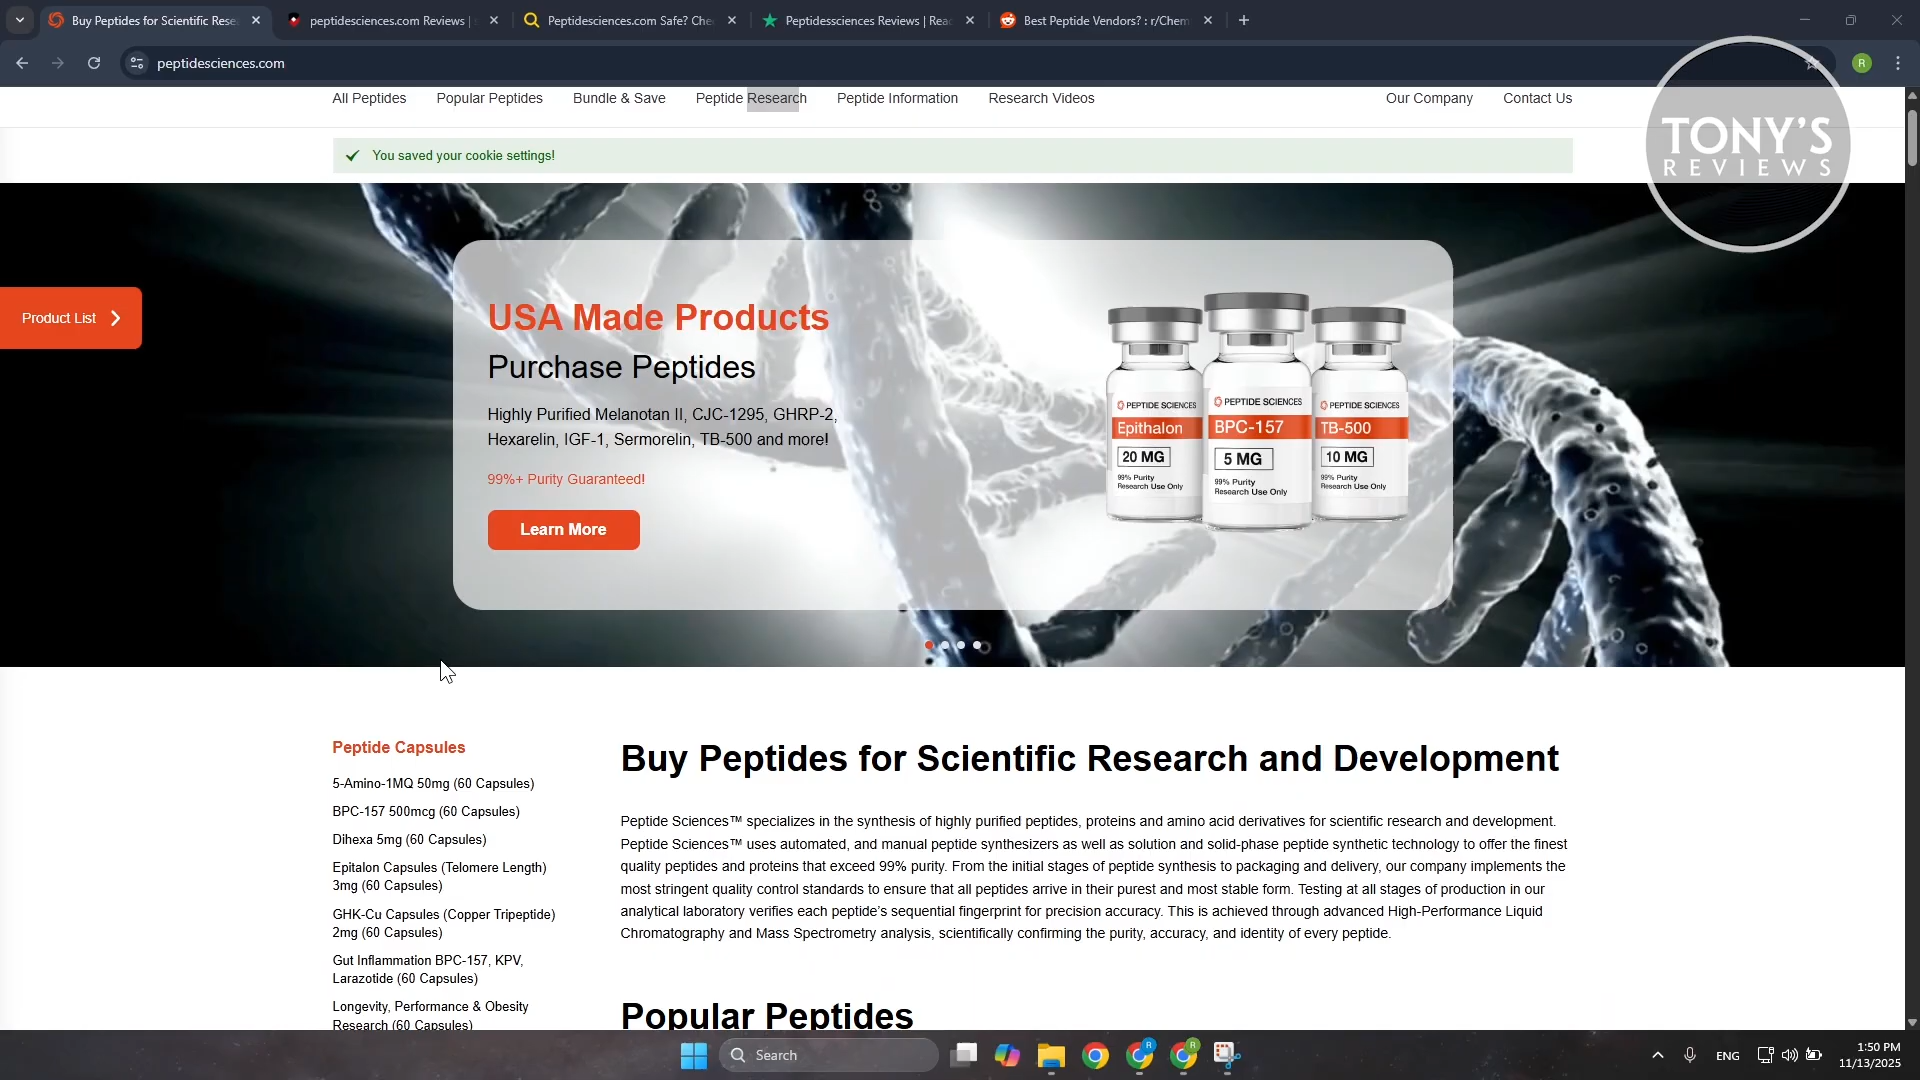 Buy Peptides for Scientific Rese
peptidesciences.com Reviews |
Peptidesciences.com Safe? Che
Peptidessciences Reviews | Read
Best Peptide Vendors? : r/Chem
peptidesciences.com
R
All Peptides
Popular Peptides
Bundle & Save
Peptide Research
Peptide Information
Research Videos
Our Company
Contact Us
TONY'S
REVIEWS
You saved your cookie settings!
Product List
USA Made Products
Purchase Peptides
Highly Purified Melanotan II, CJC-1295, GHRP-2,
Hexarelin, IGF-1, Sermorelin, TB-500 and more!
99%+ Purity Guaranteed!
Learn More
PEPTIDE SCIENCES
Epithalon
20 MG
99% Purity
Research Use Only
PEPTIDE SCIENCES
BPC-157
5 MG
99% Purity
Research Use Only
PEPTIDE SCIENCES
TB-500
10 MG
99% Purity
Research Use Only
Peptide Capsules
5-Amino-1MQ 50mg (60 Capsules)
BPC-157 500mcg (60 Capsules)
Dihexa 5mg (60 Capsules)
Epitalon Capsules (Telomere Length)
3mg (60 Capsules)
GHK-Cu Capsules (Copper Tripeptide)
2mg (60 Capsules)
Gut Inflammation BPC-157, KPV,
Larazotide (60 Capsules)
Longevity, Performance & Obesity
Research (60 Capsules)
Buy Peptides for Scientific Research and Development
Peptide Sciences™ specializes in the synthesis of highly purified peptides, proteins and amino acid derivatives for scientific research and development.
Peptide Sciences™ uses automated, and manual peptide synthesizers as well as solution and solid-phase peptide synthetic technology to offer the finest
quality peptides and proteins that exceed 99% purity. From the initial stages of peptide synthesis to packaging and delivery, our company implements the
most stringent quality control standards to ensure that all peptides arrive in their purest and most stable form. Testing at all stages of production in our
analytical laboratory verifies each peptide's sequential fingerprint for precision accuracy. This is achieved through advanced High-Performance Liquid
Chromatography and Mass Spectrometry analysis, scientifically confirming the purity, accuracy, and identity of every peptide.
Popular Peptides
Search
R
R
ENG
1:50 PM
11/13/2025